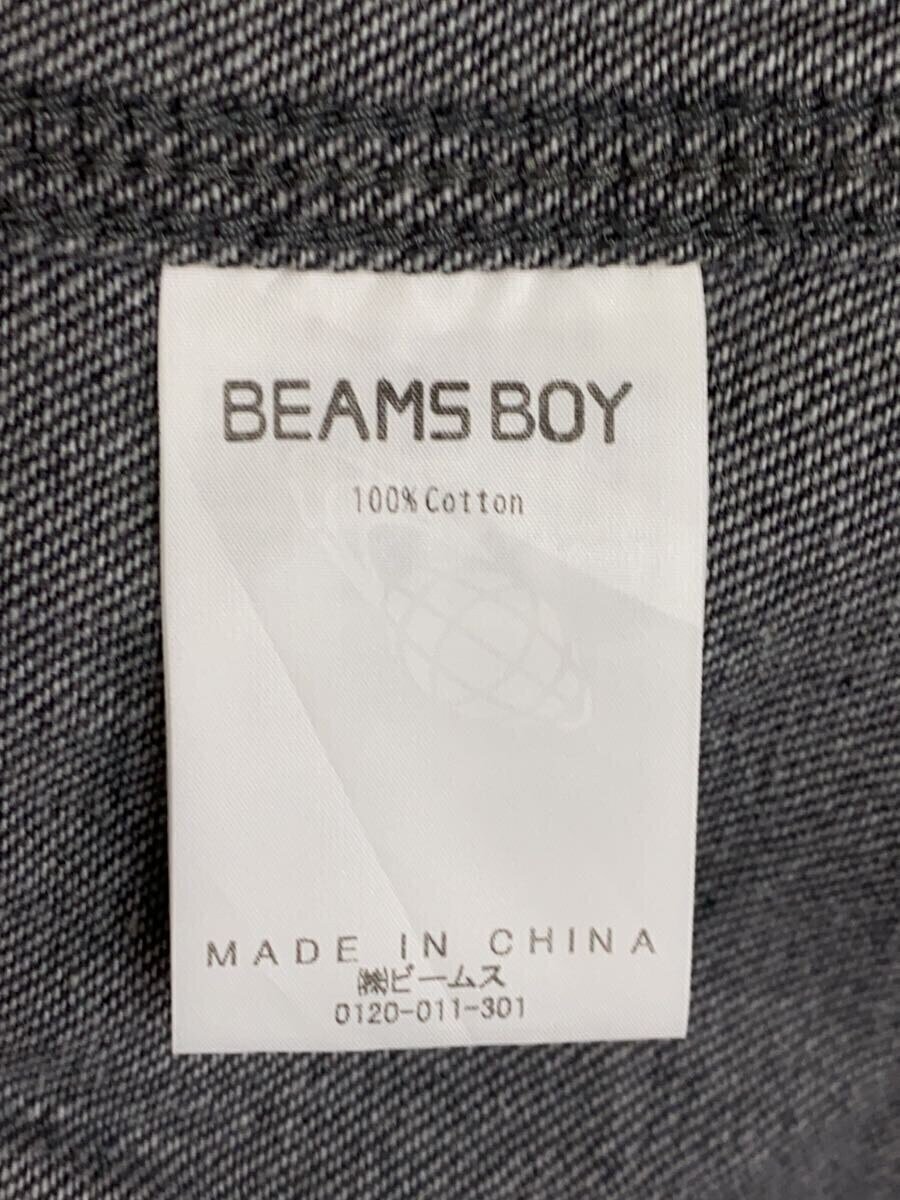 BEAMS BOY
100% Cotton
MADE IN CHINA
㈱ビームス
0120-011-301